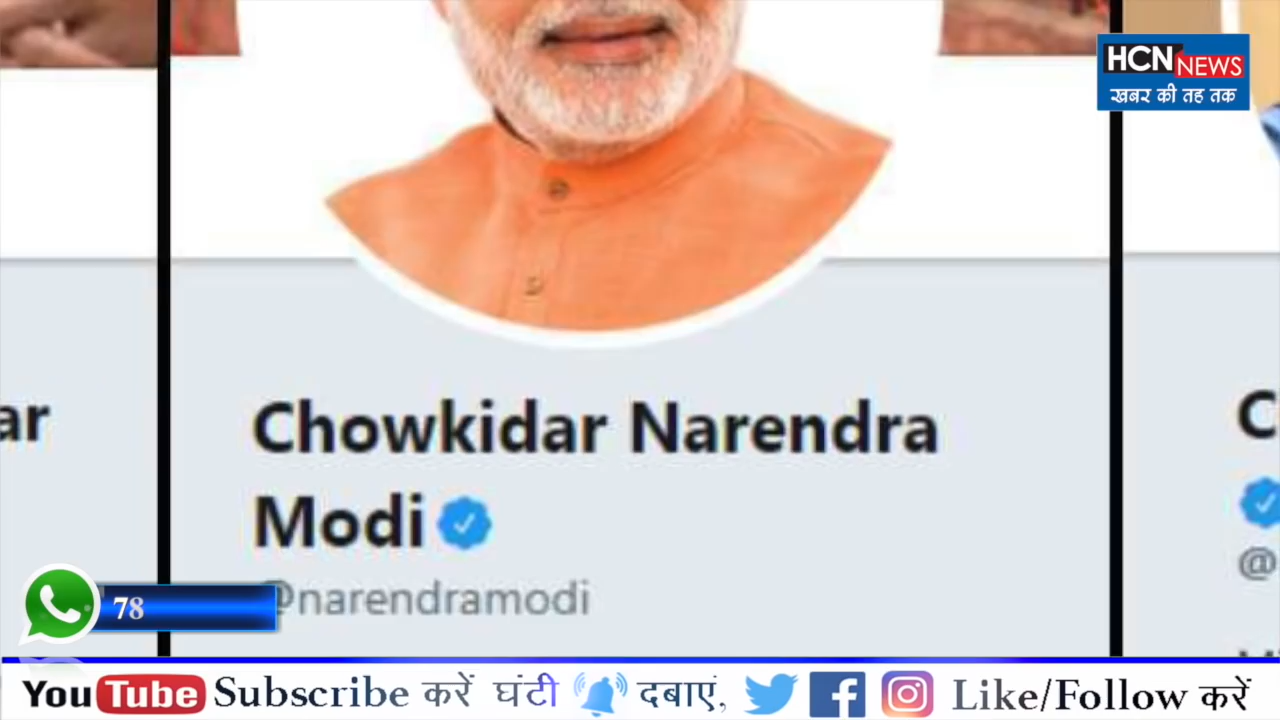 HCN NEWS
खबर की तह तक
ar
Chowkidar Narendra
Modi
@narendramodi
C
@
78
YouTube Subscribe करें घंटी दबाएं, Like/Follow करें